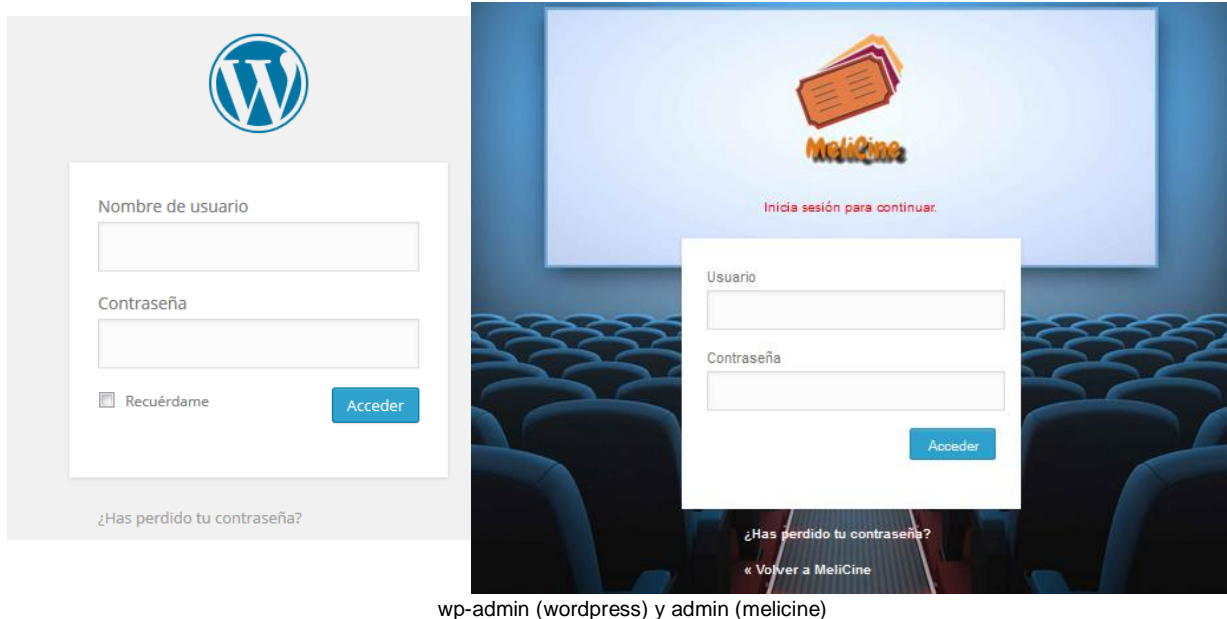 Nombre de usuario
Contraseña
Recuérdame
Acceder
¿Has perdido tu contraseña?
MeliCine
Inicia sesión para continuar.
Usuario
Contraseña
Acceder
¿Has perdido tu contraseña?
« Volver a MeliCine
wp-admin (wordpress) y admin (melicine)